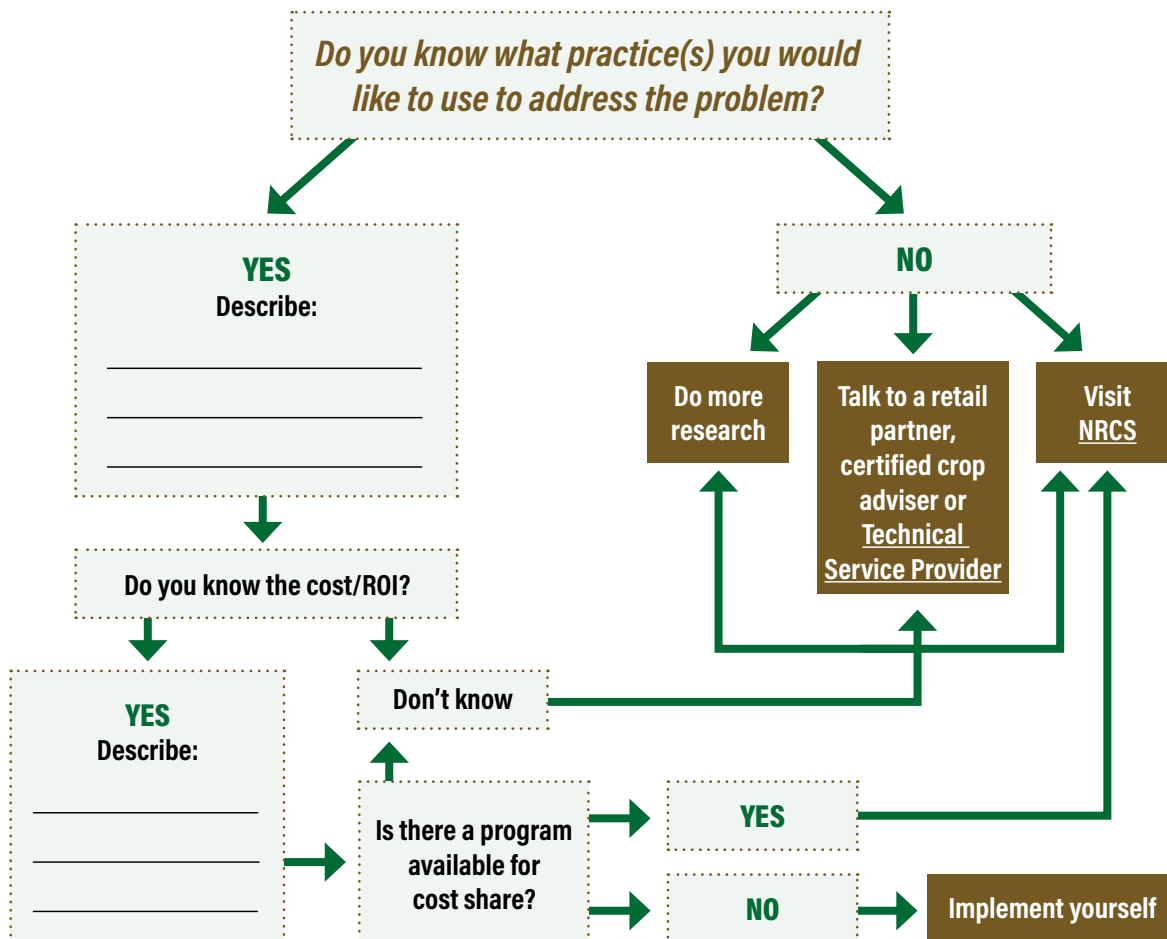 Do you know what practice(s) you would
like to use to address the problem?
YES
Describe:
NO
Do more
research
Talk to a retail
partner,
certified crop
adviser or
Technical
Service Provider
Visit
NRCS
Do you know the cost/ROI?
YES
Describe:
Don't know
Is there a program
available for
cost share?
YES
NO
Implement yourself